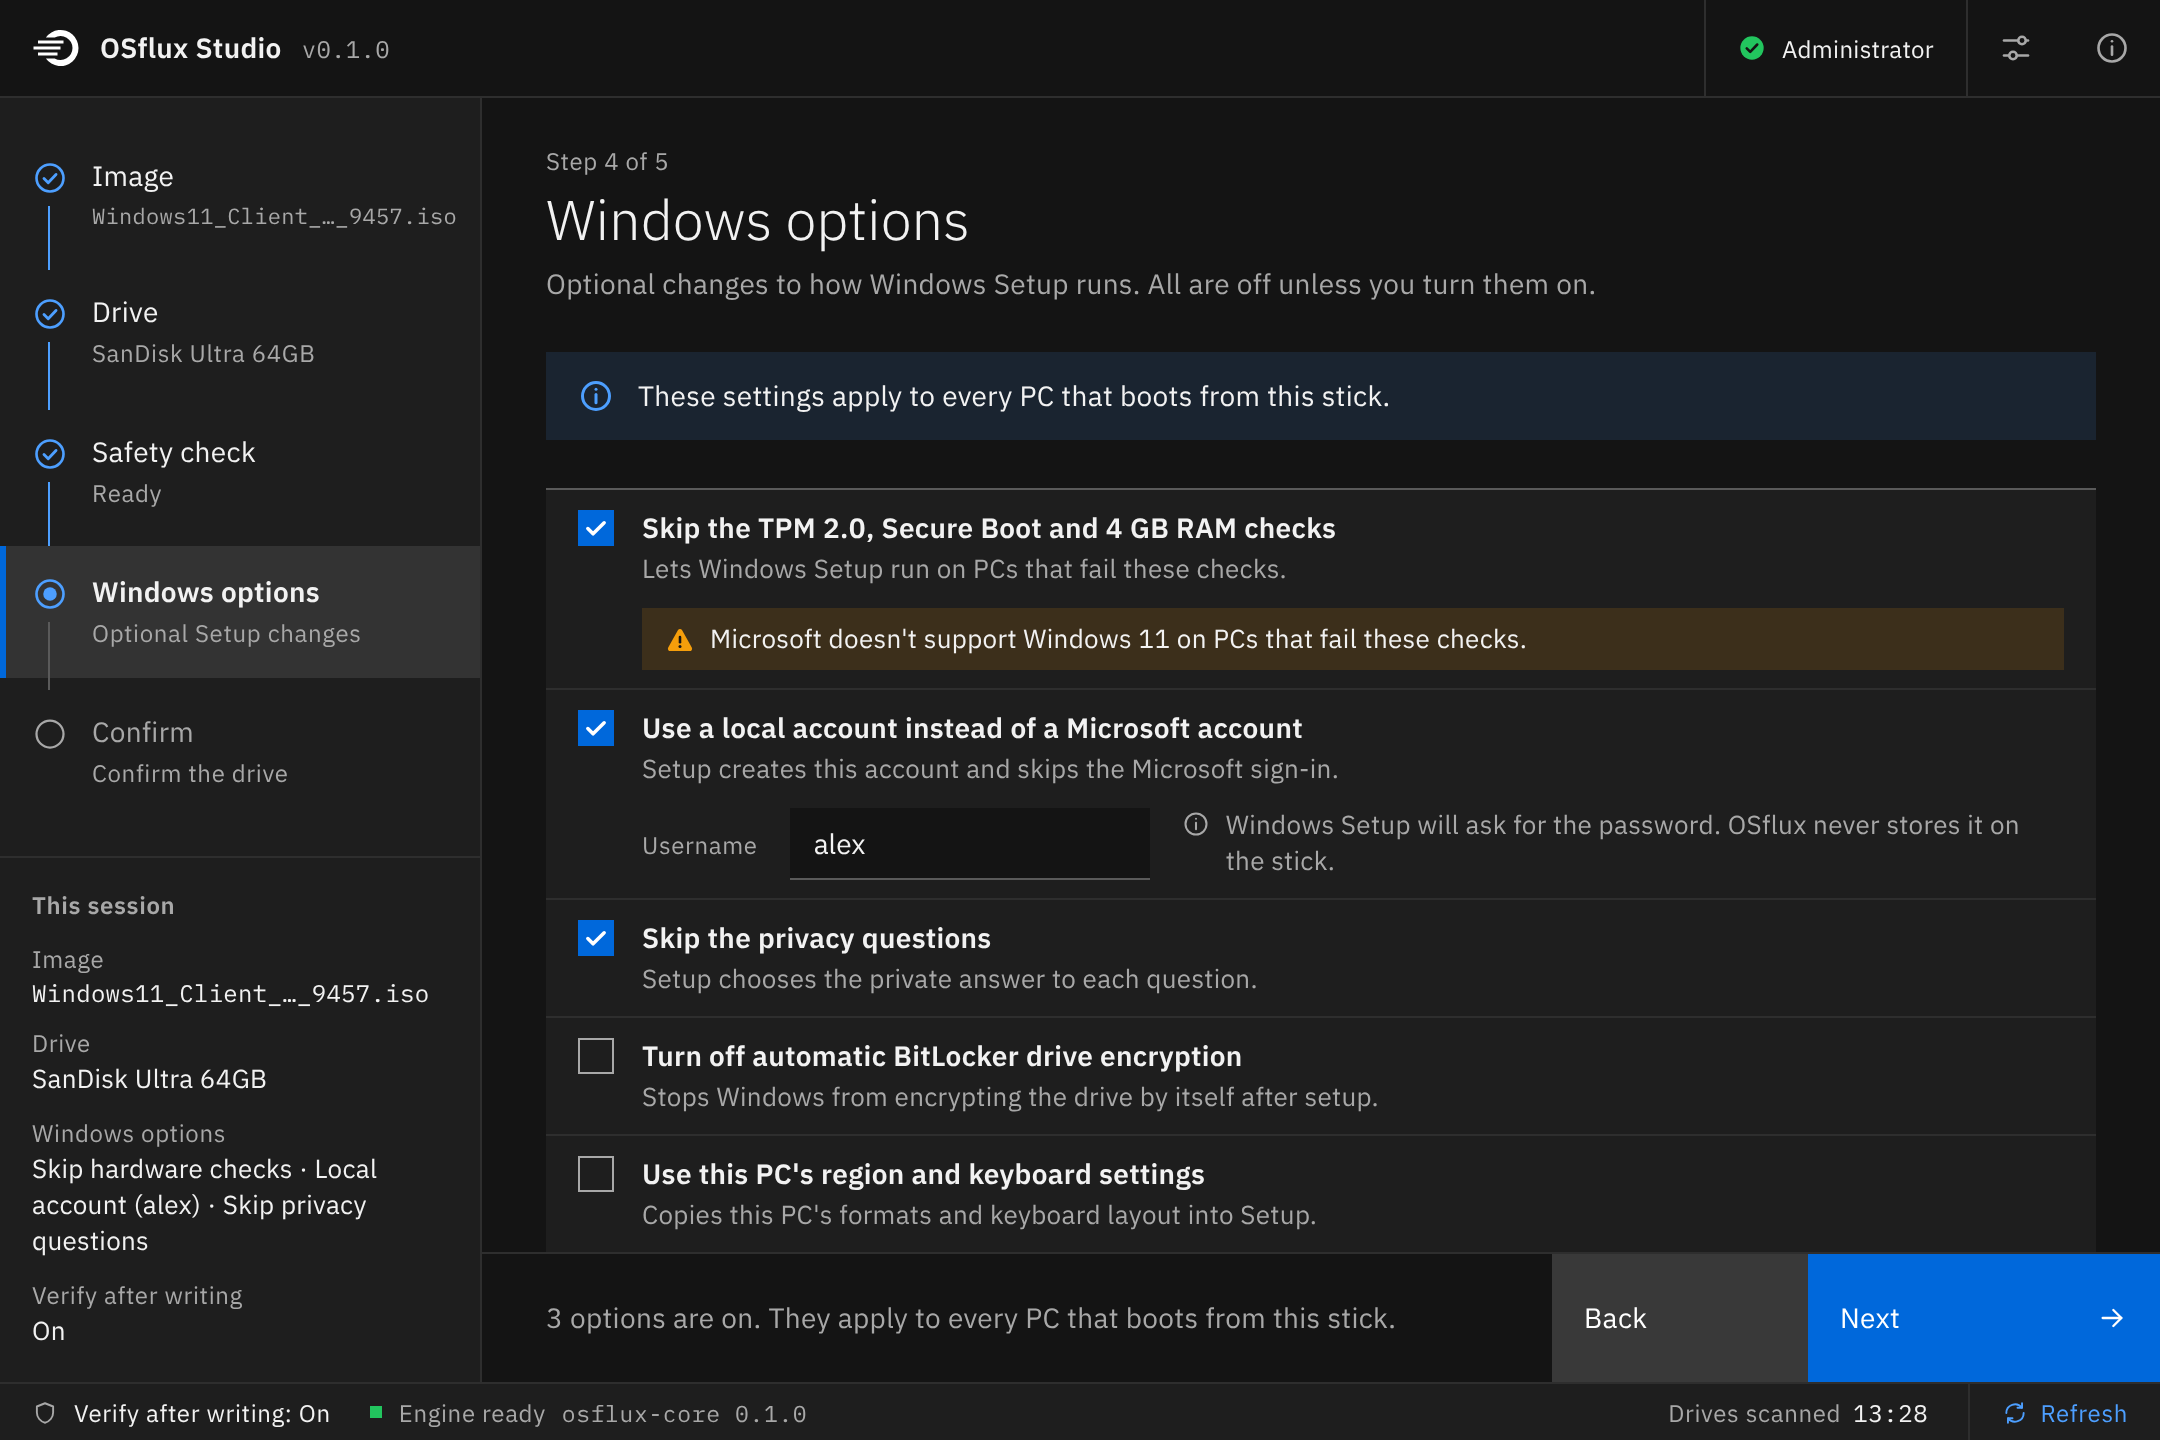 OSflux Studio v0.1.0
Administrator
Image
Windows11_Client_…_9457.iso
Drive
SanDisk Ultra 64GB
Safety check
Ready
Windows options
Optional Setup changes
Confirm
Confirm the drive
This session
Image
Windows11_Client_…_9457.iso
Drive
SanDisk Ultra 64GB
Windows options
Skip hardware checks · Local
account (alex) · Skip privacy
questions
Verify after writing
On
Step 4 of 5
Windows options
Optional changes to how Windows Setup runs. All are off unless you turn them on.
These settings apply to every PC that boots from this stick.
Skip the TPM 2.0, Secure Boot and 4 GB RAM checks
Lets Windows Setup run on PCs that fail these checks.
Microsoft doesn't support Windows 11 on PCs that fail these checks.
Use a local account instead of a Microsoft account
Setup creates this account and skips the Microsoft sign-in.
Username
alex
Windows Setup will ask for the password. OSflux never stores it on
the stick.
Skip the privacy questions
Setup chooses the private answer to each question.
Turn off automatic BitLocker drive encryption
Stops Windows from encrypting the drive by itself after setup.
Use this PC's region and keyboard settings
Copies this PC's formats and keyboard layout into Setup.
3 options are on. They apply to every PC that boots from this stick.
Back
Next
Verify after writing: On
Engine ready osflux-core 0.1.0
Drives scanned 13:28
Refresh